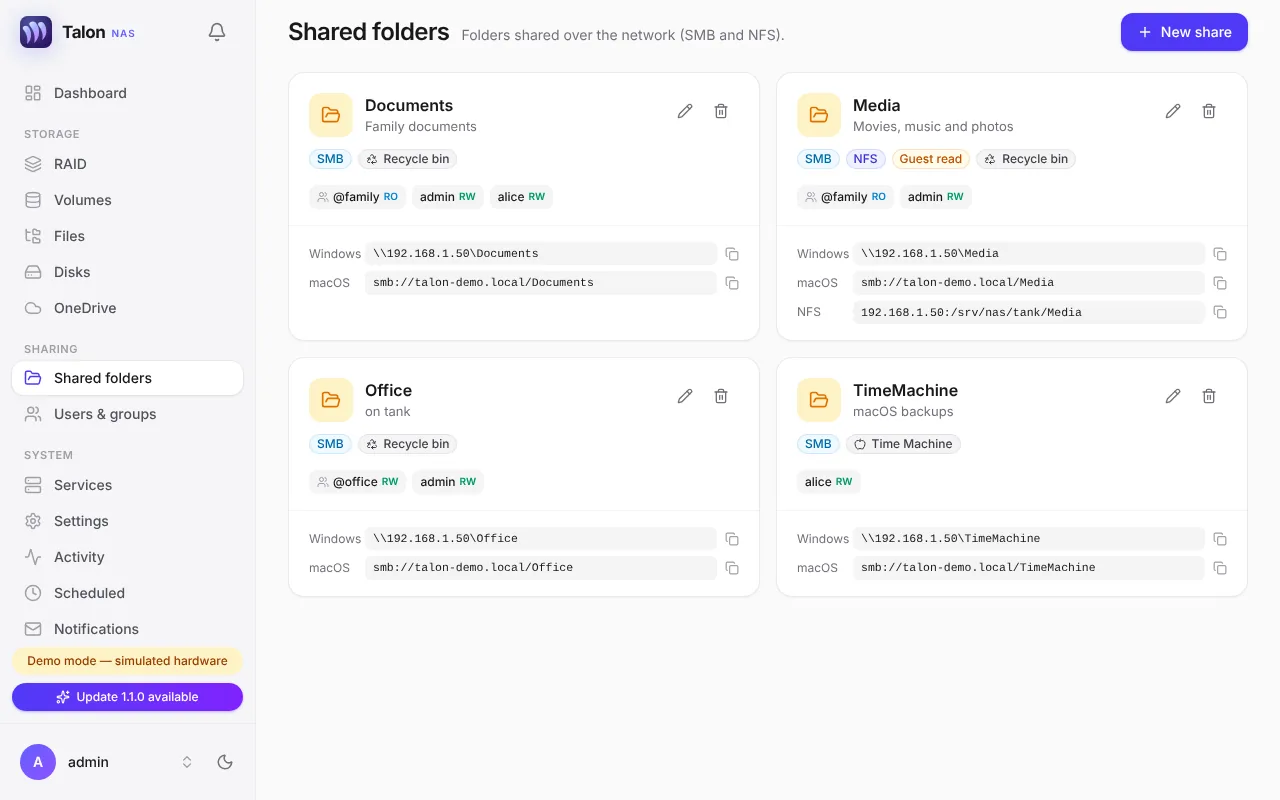 Talon NAS
Dashboard
STORAGE
RAID
Volumes
Files
Disks
OneDrive
SHARING
Shared folders
Users & groups
SYSTEM
Services
Settings
Activity
Scheduled
Notifications
Demo mode — simulated hardware
Update 1.1.0 available
A admin
Shared folders Folders shared over the network (SMB and NFS).
New share
Documents
Family documents
SMB Recycle bin
@family RO admin RW alice RW
Windows \\192.168.1.50\Documents
macOS smb://talon-demo.local/Documents
Media
Movies, music and photos
SMB NFS Guest read Recycle bin
@family RO admin RW
Windows \\192.168.1.50\Media
macOS smb://talon-demo.local/Media
NFS 192.168.1.50:/srv/nas/tank/Media
Office
on tank
SMB Recycle bin
@office RW admin RW
Windows \\192.168.1.50\Office
macOS smb://talon-demo.local/Office
TimeMachine
macOS backups
SMB Time Machine
alice RW
Windows \\192.168.1.50\TimeMachine
macOS smb://talon-demo.local/TimeMachine